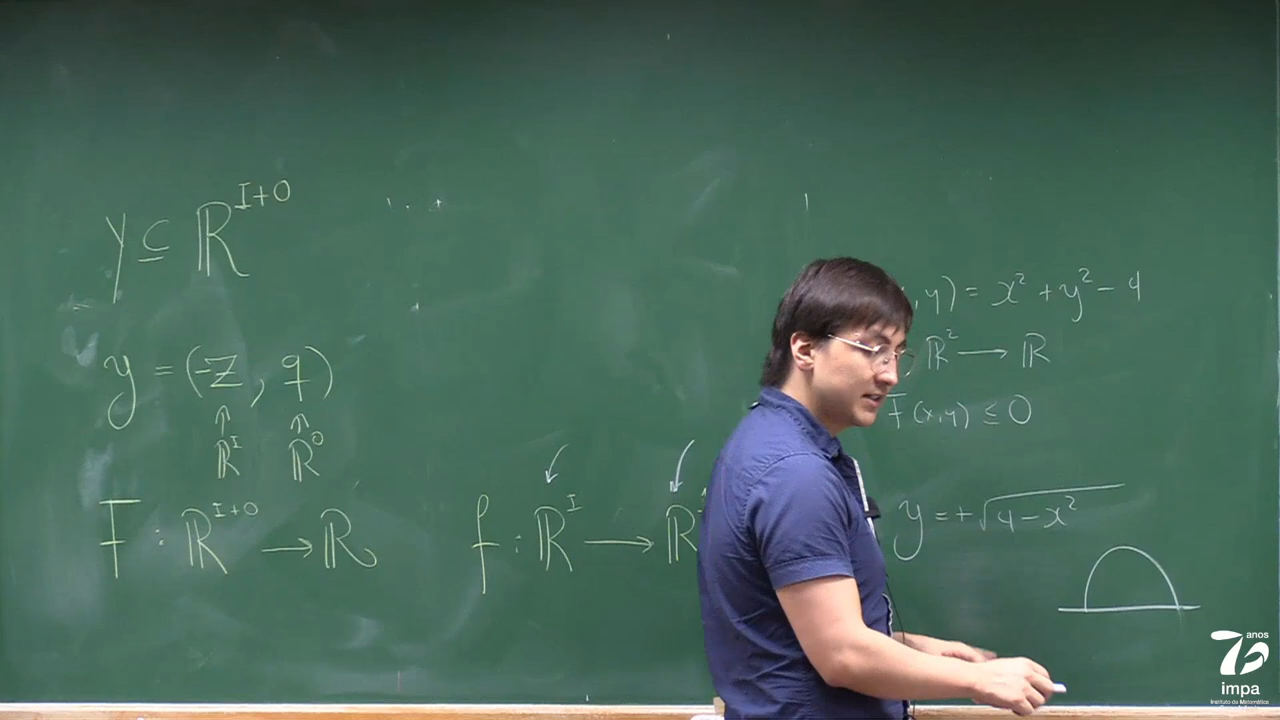 Y ⊆ ℝ^{I+O}
y = (z, q)
↑ ↑
ℝ^I ℝ^O
F : ℝ^{I+O} → ℝ
f : ℝ^I → ℝ
, y) = x² + y² - 4
ℝ² → ℝ
F(x,y) ≤ 0
y = + √(4 - x²)
75 anos
impa
Instituto de Matemática